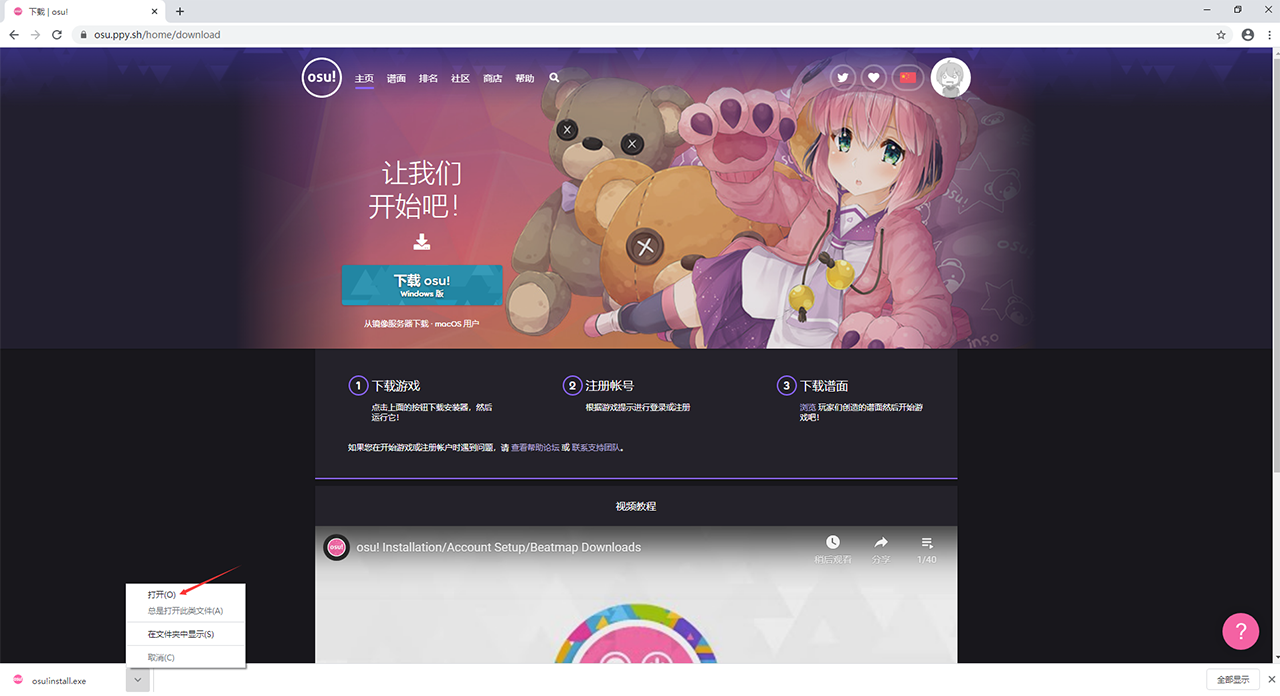 下载 | osu!
osu.ppy.sh/home/download
osu!
主页
谱面
排名
社区
商店
帮助
让我们
开始吧!
下载 osu!
Windows 版
从镜像服务器下载 · macOS 用户
osu
inso
1 下载游戏
点击上面的按钮下载安装器，然后
运行它!
2 注册帐号
根据游戏提示进行登录或注册
3 下载谱面
浏览 玩家们创造的谱面然后开始游
戏吧!
如果您在开始游戏或注册帐户时遇到问题，请 查看帮助论坛 或 联系支持团队。
视频教程
osu!
osu! Installation/Account Setup/Beatmap Downloads
稍后观看
分享
1/40
打开(O)
总是打开此类文件(A)
在文件夹中显示(S)
取消(C)
?
osu!install.exe
全部显示